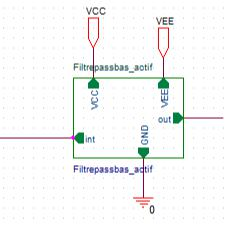 VCC
VEE
Filtrepassbas_actif
VCC
VEE
out
int
GND
Filtrepassbas_actif
0